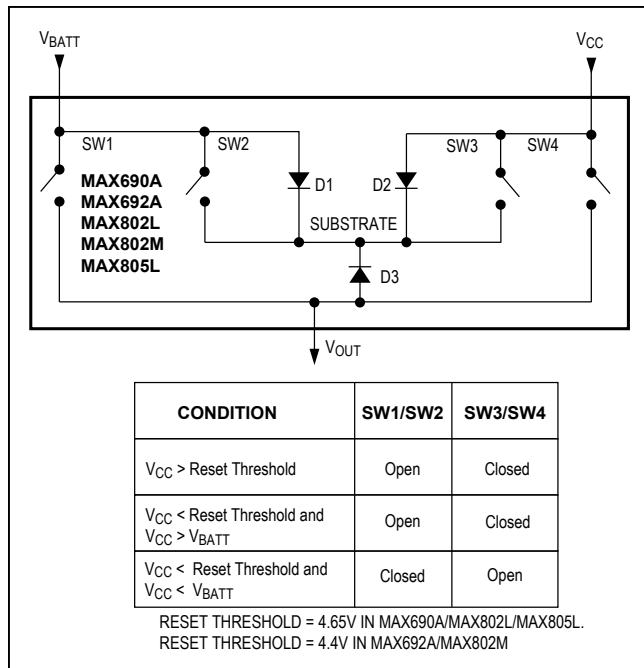 VBATT
VCC
SW1
SW2
SW3
SW4
MAX690A
MAX692A
MAX802L
MAX802M
MAX805L
D1
D2
SUBSTRATE
D3
VOUT
CONDITION SW1/SW2 SW3/SW4
VCC > Reset Threshold Open Closed
VCC < Reset Threshold and
VCC > VBATT Open Closed
VCC < Reset Threshold and
VCC < VBATT Closed Open
RESET THRESHOLD = 4.65V IN MAX690A/MAX802L/MAX805L.
RESET THRESHOLD = 4.4V IN MAX692A/MAX802M